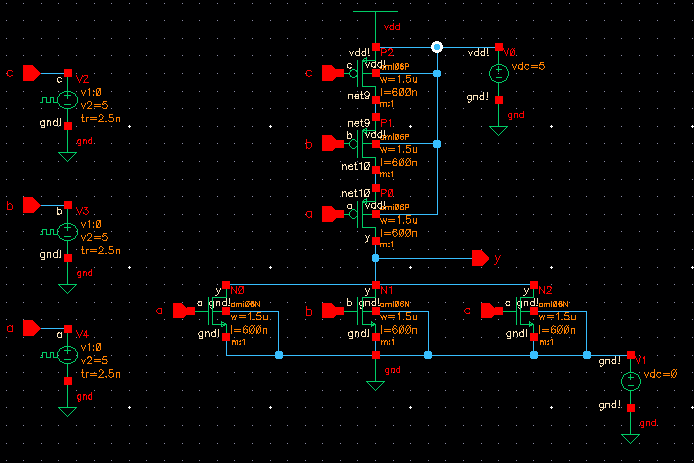 vdd
vdd!
P2
c
c
vdd!
ami06P
w=1.5u
l=600n
m:1
net9
vdd!
V0
vdc=5
gnd!
gnd
c
c
V2
v1:0
v2=5
tr=2.5n
gnd!
gnd
net9
P1
b
b
vdd!
ami06P
w=1.5u
l=600n
m:1
net10
net10
P0
a
a
vdd!
ami06P
w=1.5u
l=600n
m:1
y
y
b
b
V3
v1:0
v2=5
tr=2.5n
gnd!
gnd
y
N0
a
a
gnd!
ami06N
w=1.5u
l=600n
m:1
gnd!
y
N1
b
b
gnd!
ami06N
w=1.5u
l=600n
m:1
gnd!
gnd
y
N2
c
c
gnd!
ami06N
w=1.5u
l=600n
m:1
gnd!
a
a
V4
v1:0
v2=5
tr=2.5n
gnd!
gnd
gnd!
V1
vdc=0
gnd!
gnd